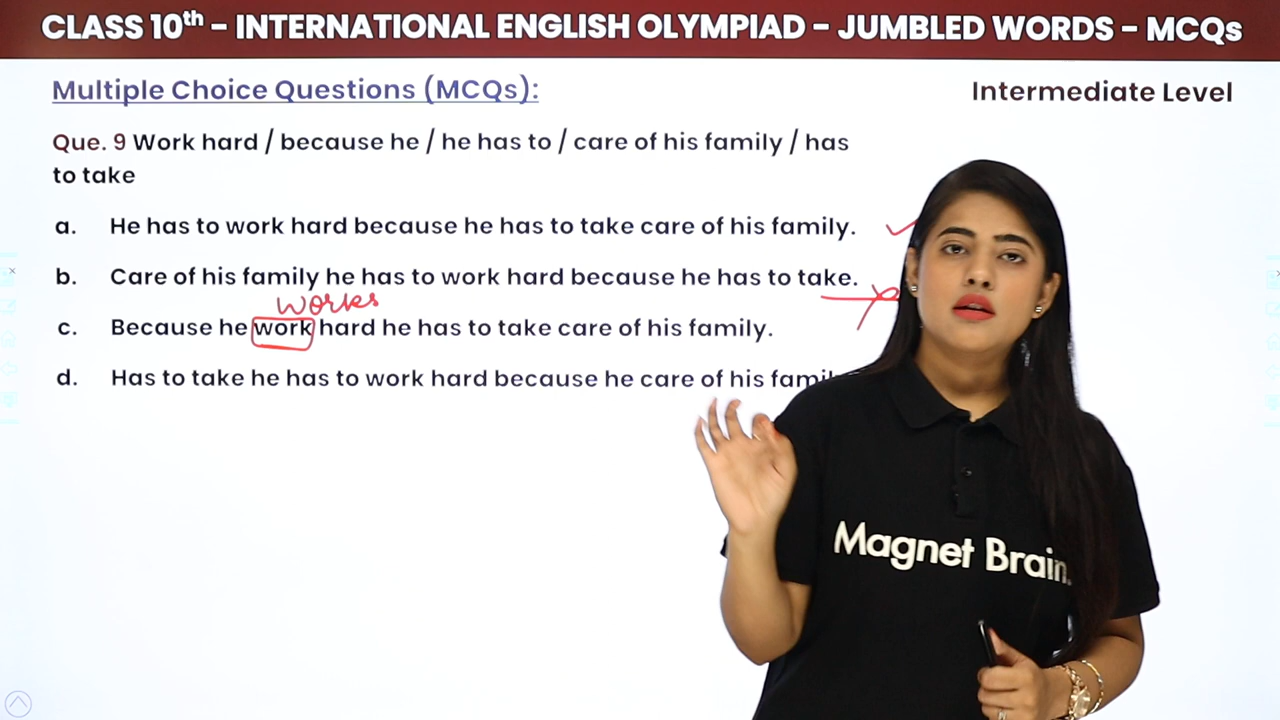 CLASS 10th - INTERNATIONAL ENGLISH OLYMPIAD - JUMBLED WORDS - MCQs
Multiple Choice Questions (MCQs):
Intermediate Level
Que. 9 Work hard / because he / he has to / care of his family / has
to take
a. He has to work hard because he has to take care of his family.
b. Care of his family he has to work hard because he has to take.
works
c. Because he work hard he has to take care of his family.
d. Has to take he has to work hard because he care of his
Magnet Brain